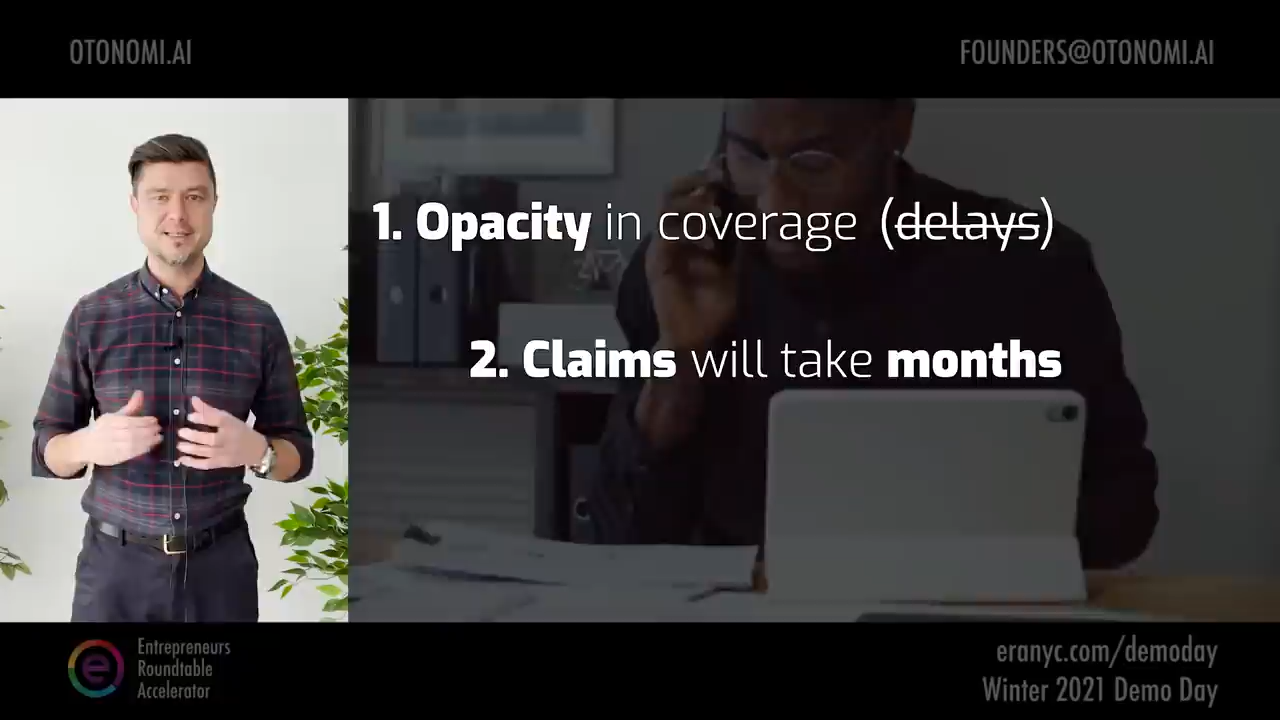 OTONOMI.AI
FOUNDERS@OTONOMI.AI
1. Opacity in coverage (delays)
2. Claims will take months
e
Entrepreneurs
Roundtable
Accelerator
eranyc.com/demoday
Winter 2021 Demo Day